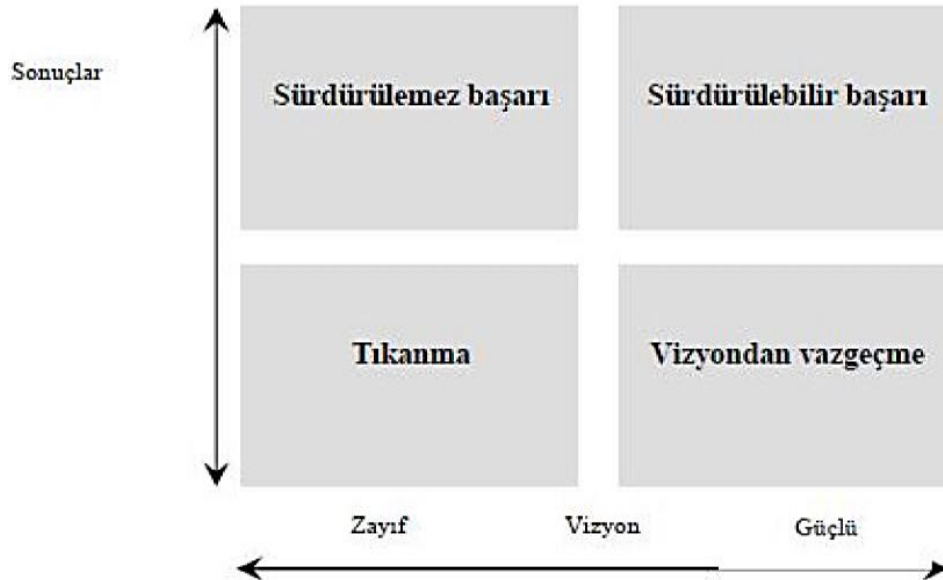 Sonuçlar
Sürdürülemez başarı
Sürdürülebilir başarı
Tıkanma
Vizyondan vazgeçme
Zayıf
Vizyon
Güçlü